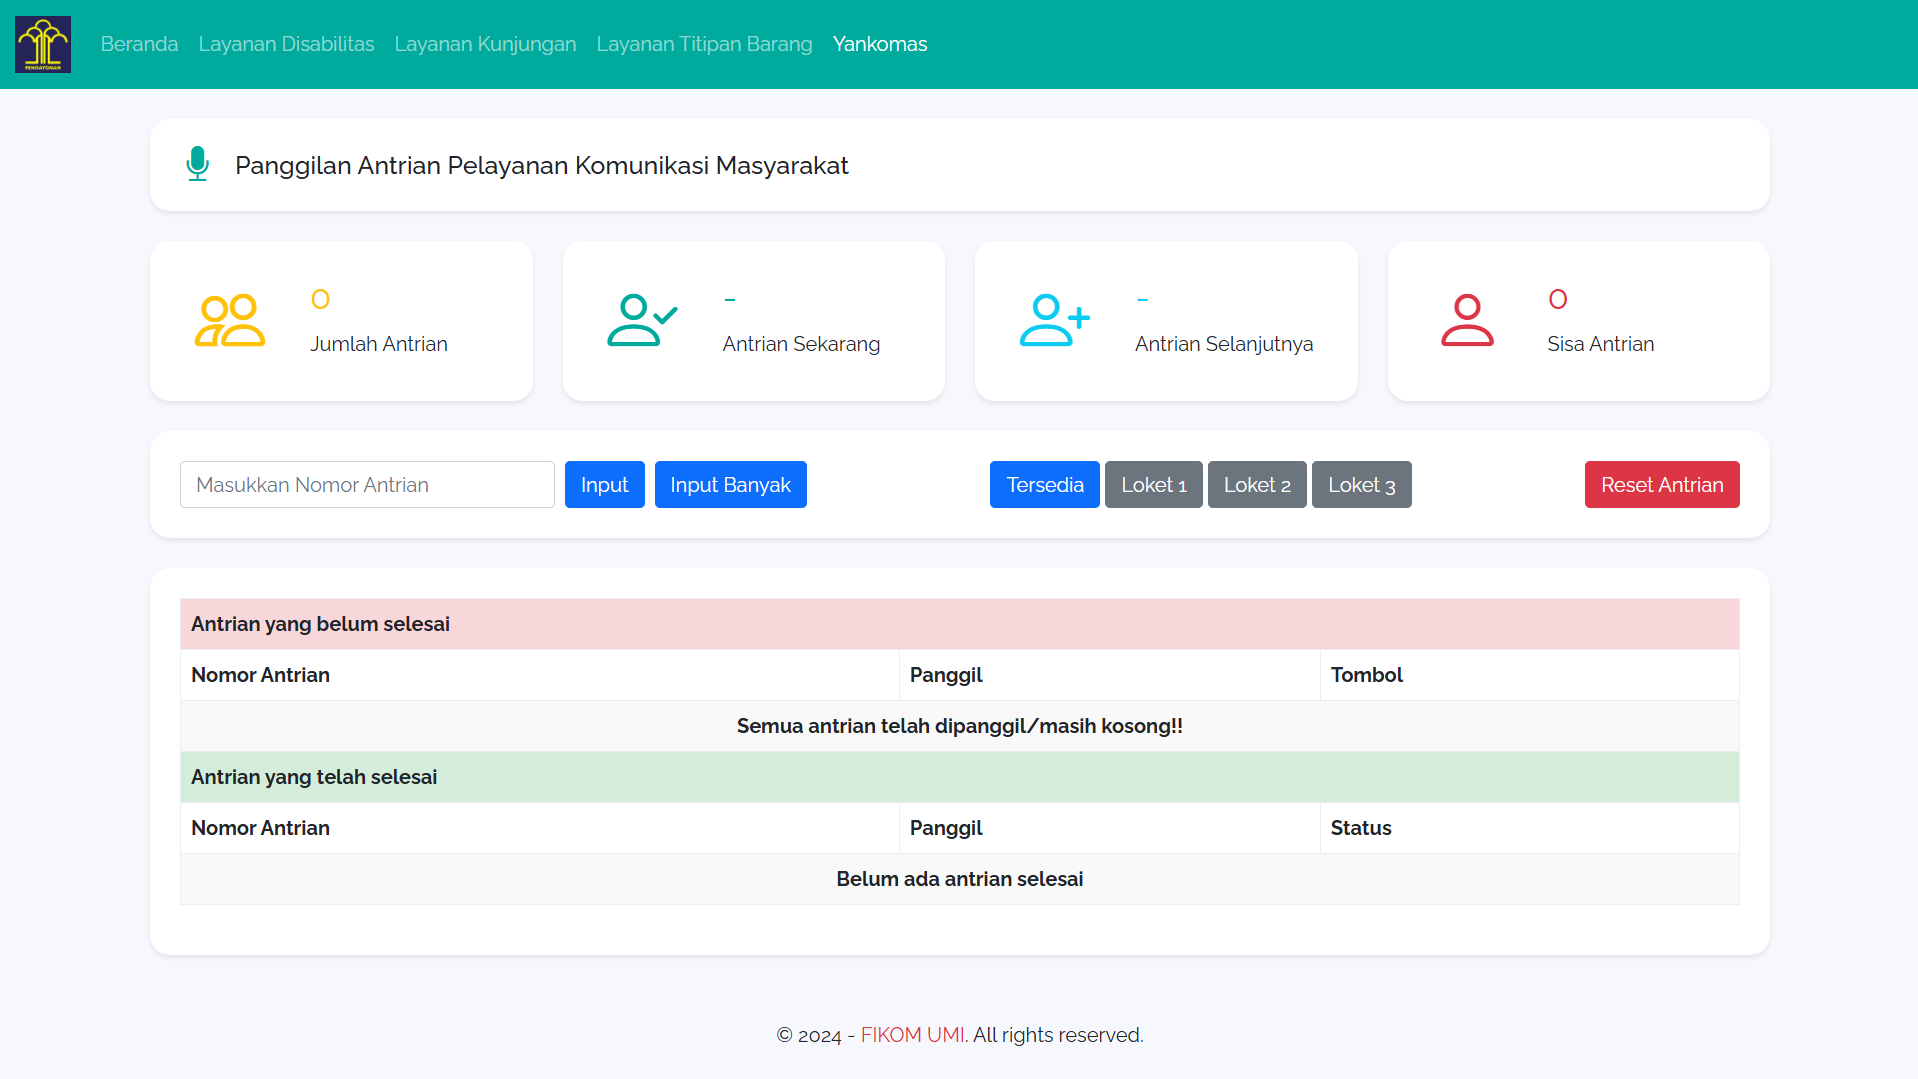 PENGAYOMAN
Beranda Layanan Disabilitas Layanan Kunjungan Layanan Titipan Barang Yankomas
Panggilan Antrian Pelayanan Komunikasi Masyarakat
0
Jumlah Antrian
-
Antrian Sekarang
-
Antrian Selanjutnya
0
Sisa Antrian
Masukkan Nomor Antrian Input Input Banyak Tersedia Loket 1 Loket 2 Loket 3 Reset Antrian
Antrian yang belum selesai
Nomor Antrian Panggil Tombol
Semua antrian telah dipanggil/masih kosong!!
Antrian yang telah selesai
Nomor Antrian Panggil Status
Belum ada antrian selesai
© 2024 - FIKOM UMI. All rights reserved.